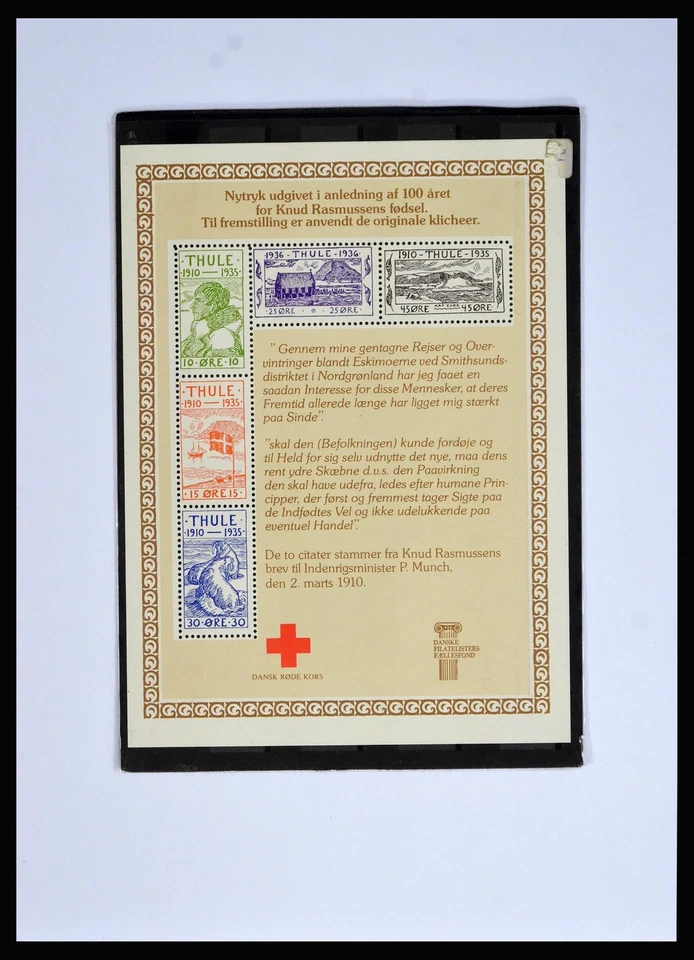 Nytryk udgivet i anledning af 100 året
for Knud Rasmussens fødsel.
Til fremstilling er anvendt de originale klicheer.
·THULE·
·1910 — 1935·
10·ØRE·10
1936 - THULE - 1936
·25ØRE · 25ØRE·
1910 - THULE - 1935
45ØRE 45ØRE
·THULE·
·1910 — 1935·
15 ØRE 15
·THULE·
·1910 — 1935·
30·ØRE·30
" Gennem mine gentagne Rejser og Over-
vintringer blandt Eskimoerne ved Smithsunds-
distriktet i Nordgrønland har jeg faaet en
saadan Interesse for disse Mennesker, at deres
Fremtid allerede længe har ligget mig stærkt
paa Sinde".
"skal den (Befolkningen) kunde fordøje og
til Held for sig selv udnytte det nye, maa dens
rent ydre Skæbne d.v.s. den Paavirkning
den skal have udefra, ledes efter humane Prin-
cipper, der først og fremmest tager Sigte paa
de Indfødtes Vel og ikke udelukkende paa
eventuel Handel".
De to citater stammer fra Knud Rasmussens
brev til Indenrigsminister P. Munch,
den 2. marts 1910.
DANSK RØDE KORS
DANSKE
FILATELISTERS
FÆLLESFOND